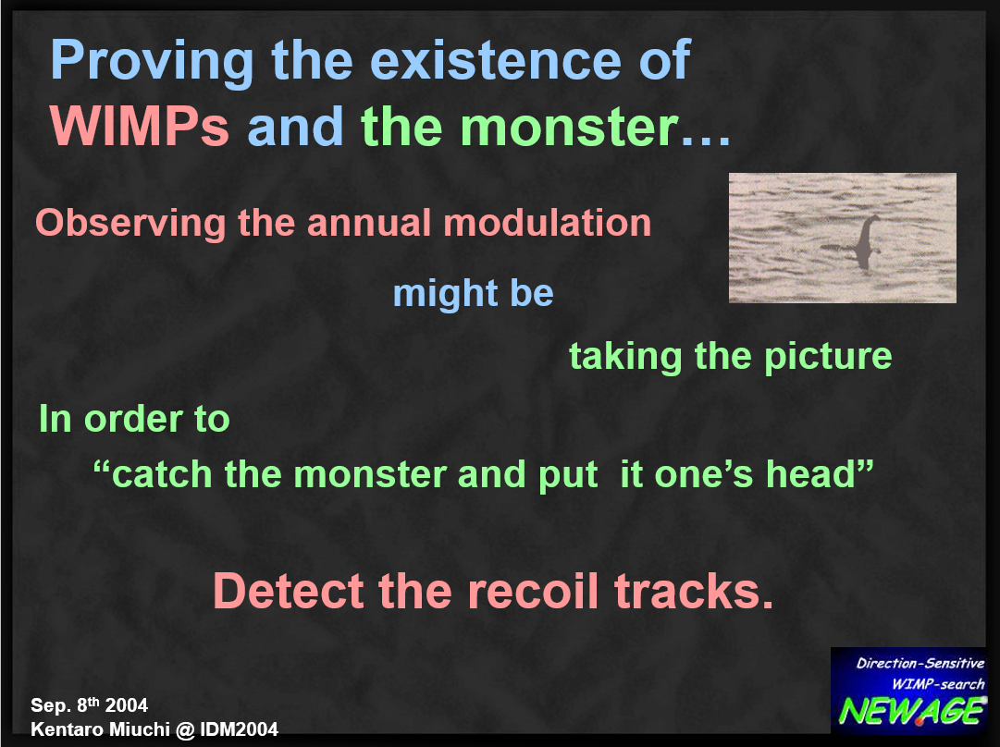 Proving the existence of
WIMPs and the monster…
Observing the annual modulation
might be
taking the picture
In order to
“catch the monster and put  it one’s head”
Detect the recoil tracks.
Direction-Sensitive
WIMP-search
NEWAGE
Sep. 8th 2004
Kentaro Miuchi @ IDM2004